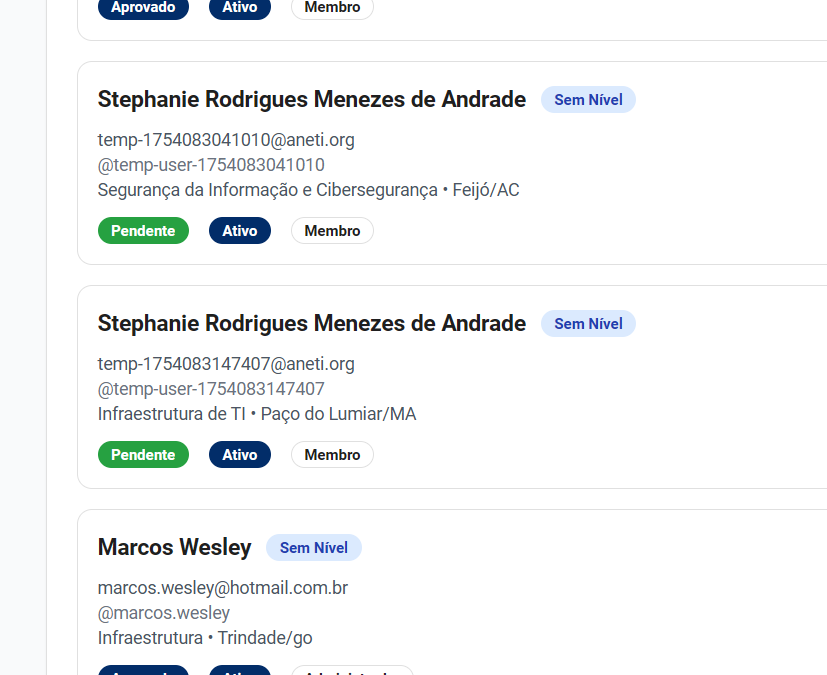 Aprovado Ativo Membro
Stephanie Rodrigues Menezes de Andrade Sem Nível
temp-1754083041010@aneti.org
@temp-user-1754083041010
Segurança da Informação e Cibersegurança • Feijó/AC
Pendente Ativo Membro
Stephanie Rodrigues Menezes de Andrade Sem Nível
temp-1754083147407@aneti.org
@temp-user-1754083147407
Infraestrutura de TI • Paço do Lumiar/MA
Pendente Ativo Membro
Marcos Wesley Sem Nível
marcos.wesley@hotmail.com.br
@marcos.wesley
Infraestrutura • Trindade/go